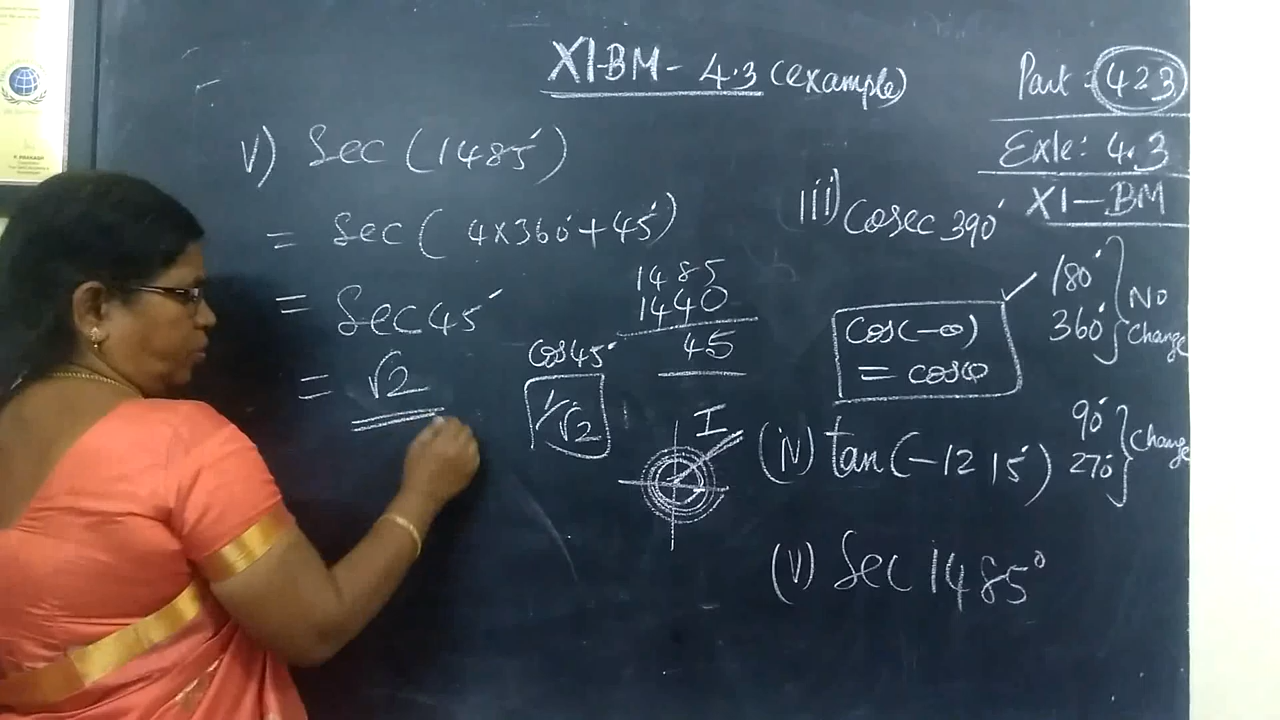 XI-BM - 4.3 (example)
Part : 423
Exle: 4.3
XI-BM
v) Sec (1485°)
= Sec ( 4x360°+45°)
= Sec 45°
= √2
1485
1440
45
cos 45°
1/√2
I
iii) Cosec 390°
180°
360°
No
Change
Cos(-θ)
= cosθ
90°
270°
Change
(iv) tan (-1215°)
(v) Sec 1485°